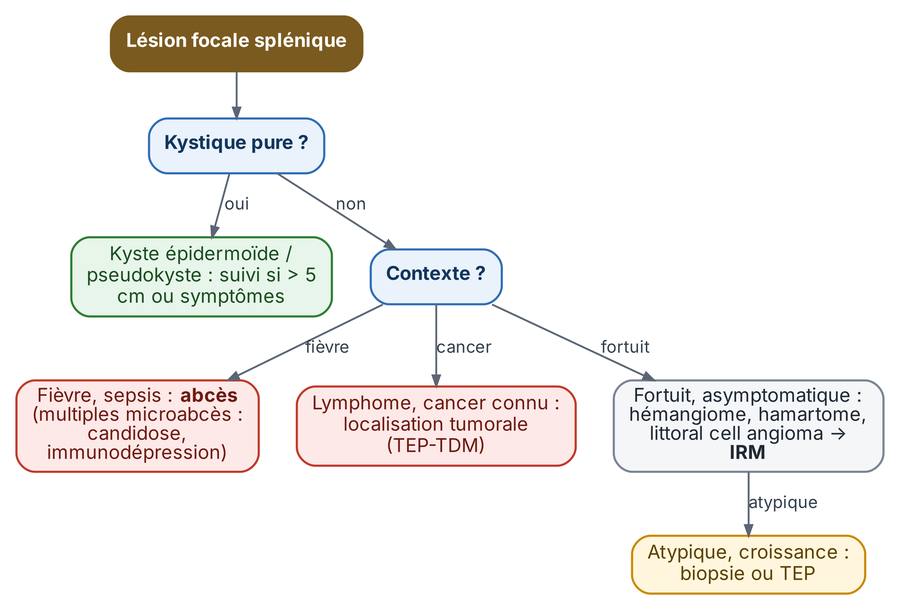 Lésion focale splénique
Kystique pure ?
oui
non
Kyste épidermoïde /
pseudokyste : suivi si > 5
cm ou symptômes
Contexte ?
fièvre
cancer
fortuit
Fièvre, sepsis : abcès
(multiples microabcès :
candidose,
immunodépression)
Lymphome, cancer connu :
localisation tumorale
(TEP-TDM)
Fortuit, asymptomatique :
hémangiome, hamartome,
littoral cell angioma →
IRM
atypique
Atypique, croissance :
biopsie ou TEP